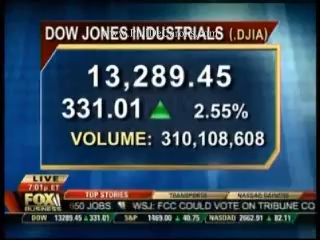 DOW JONES INDUSTRIALS (.DJIA)
13,289.45
331.01 2.55%
VOLUME: 310,108,608
LIVE
7:01p ET
TOP STORIES
NASDAQ GAINERS
FOX
BUSINESS
650 JOBS WSJ: FCC COULD VOTE ON TRIBUNE CO
DOW 13289.45 331.01 S&P 1469.00 40.75 NASDAQ 2662.91 82.11